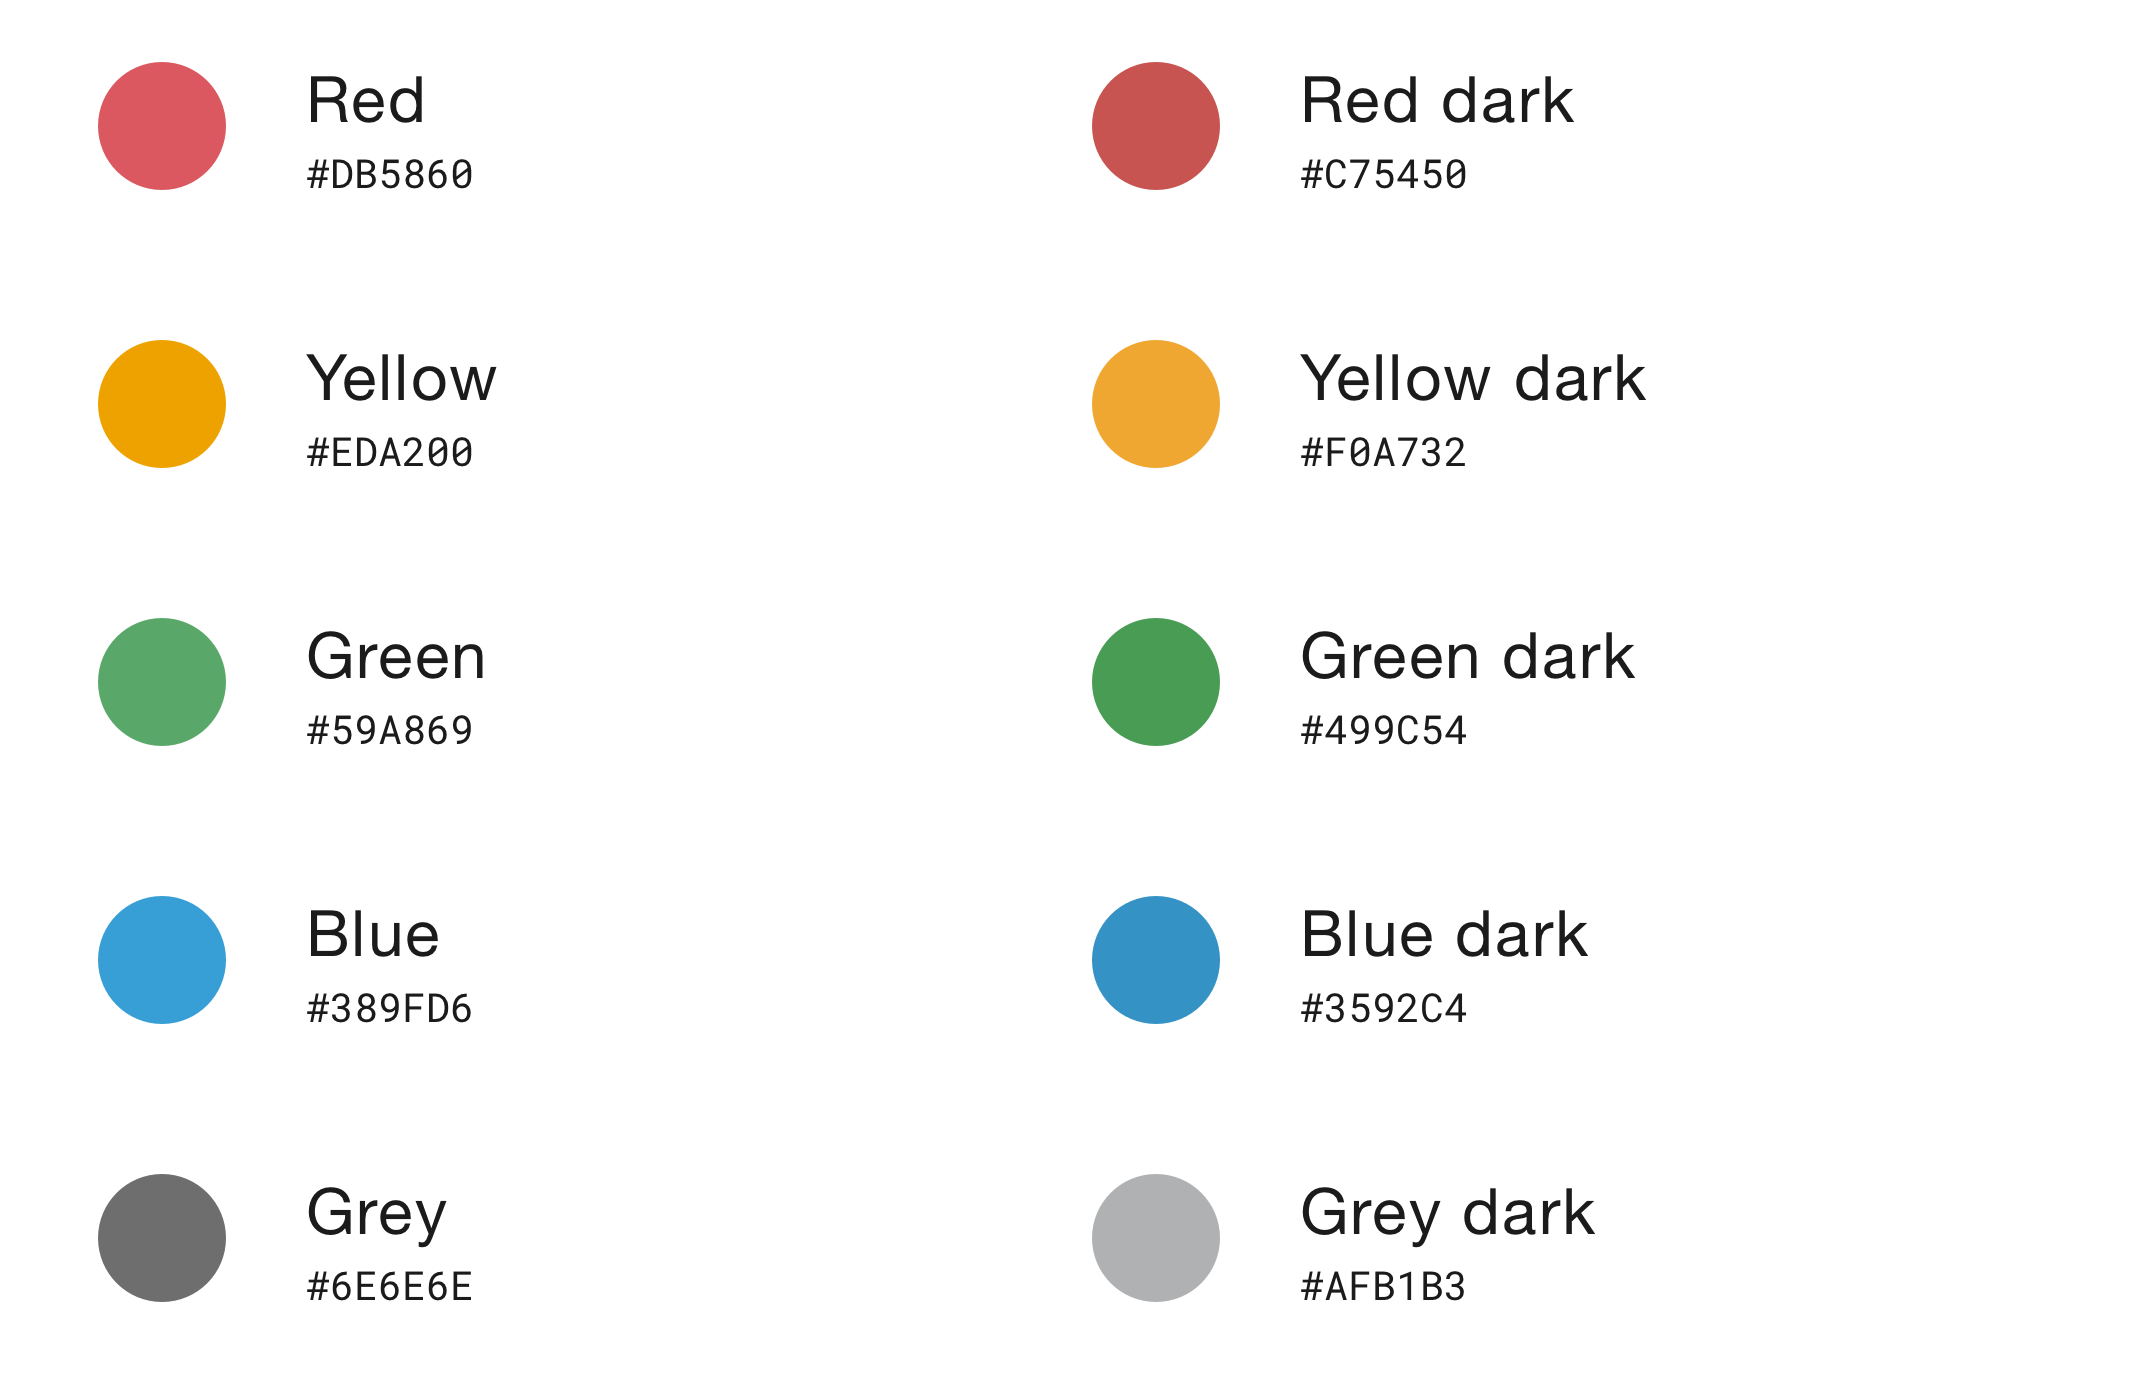 Red
#DB5860
Red dark
#C75450
Yellow
#EDA200
Yellow dark
#F0A732
Green
#59A869
Green dark
#499C54
Blue
#389FD6
Blue dark
#3592C4
Grey
#6E6E6E
Grey dark
#AFB1B3